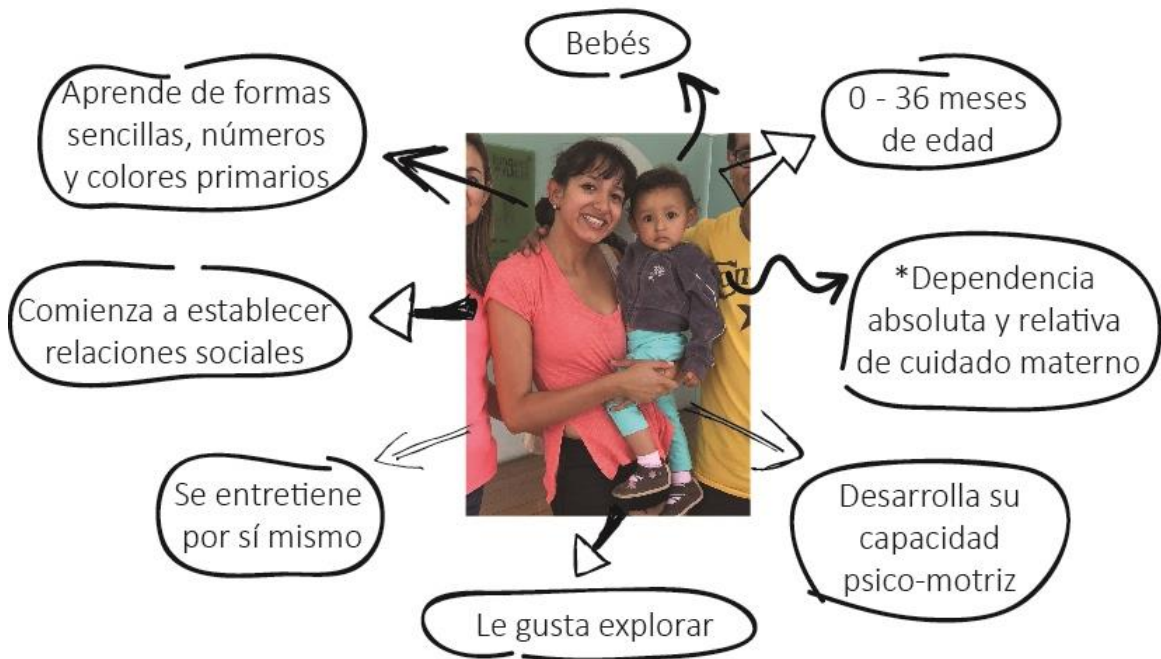 Bebés
0 - 36 meses
de edad
*Dependencia
absoluta y relativa
de cuidado materno
Desarrolla su
capacidad
psico-motriz
Le gusta explorar
Se entretiene
por sí mismo
Comienza a establecer
relaciones sociales
Aprende de formas
sencillas, números
y colores primarios